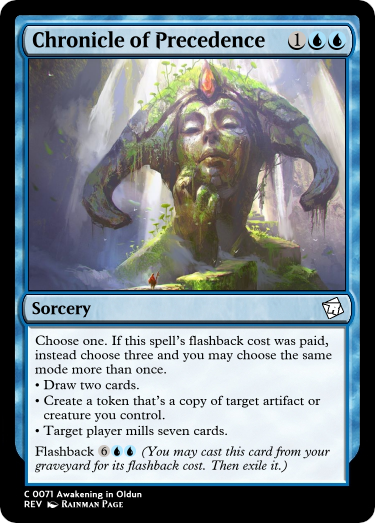 Chronicle of Precedence 1
Sorcery
Choose one. If this spell's flashback cost was paid,
instead choose three and you may choose the same
mode more than once.
• Draw two cards.
• Create a token that's a copy of target artifact or
creature you control.
• Target player mills seven cards.
Flashback 6 (You may cast this card from your
graveyard for its flashback cost. Then exile it.)
C 0071 Awakening in Oldun
REV Rainman Page